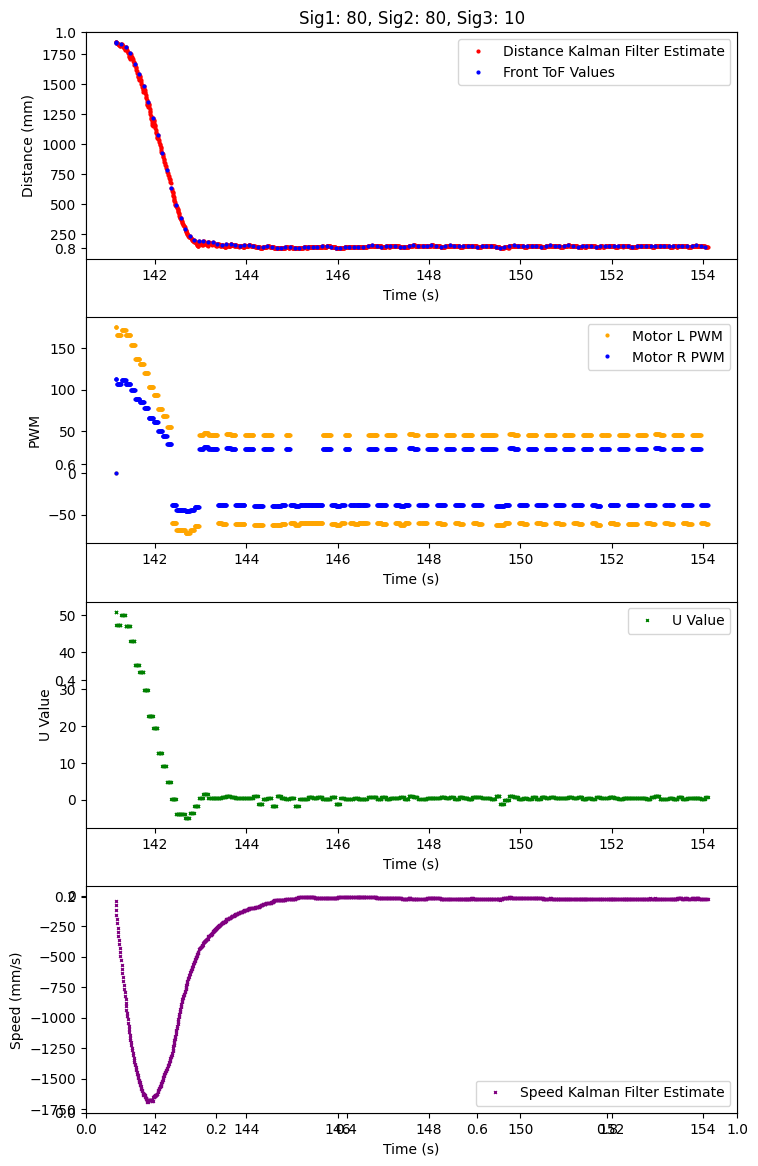 Sig1: 80, Sig2: 80, Sig3: 10
1.0
1750
1500
1250
1000
750
500
250
0.8
Distance (mm)
Distance Kalman Filter Estimate
Front ToF Values
142 144 146 148 150 152 154
Time (s)
150
100
50
0.6
0
−50
PWM
Motor L PWM
Motor R PWM
142 144 146 148 150 152 154
Time (s)
50
40
0.4
30
20
10
0
U Value
U Value
142 144 146 148 150 152 154
Time (s)
0.2
0
−250
−500
−750
−1000
−1250
−1500
−1750
0.0
Speed (mm/s)
Speed Kalman Filter Estimate
0.0 142 0.2 144 146 0.4 148 0.6 150 0.8 152 154 1.0
Time (s)